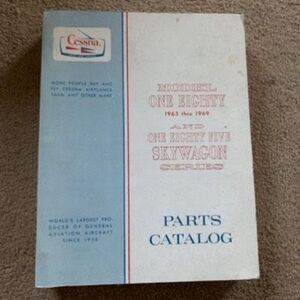 Cessna
MORE PEOPLE BUY AND
FLY CESSNA AIRPLANES
THAN ANY OTHER MAKE
MODEL
ONE EIGHTY
1963 thru 1969
AND
ONE EIGHTY FIVE
SKYWAGON
SERIES
WORLD'S LARGEST PRO-
DUCER OF GENERAL
AVIATION AIRCRAFT
SINCE 1956
PARTS
CATALOG